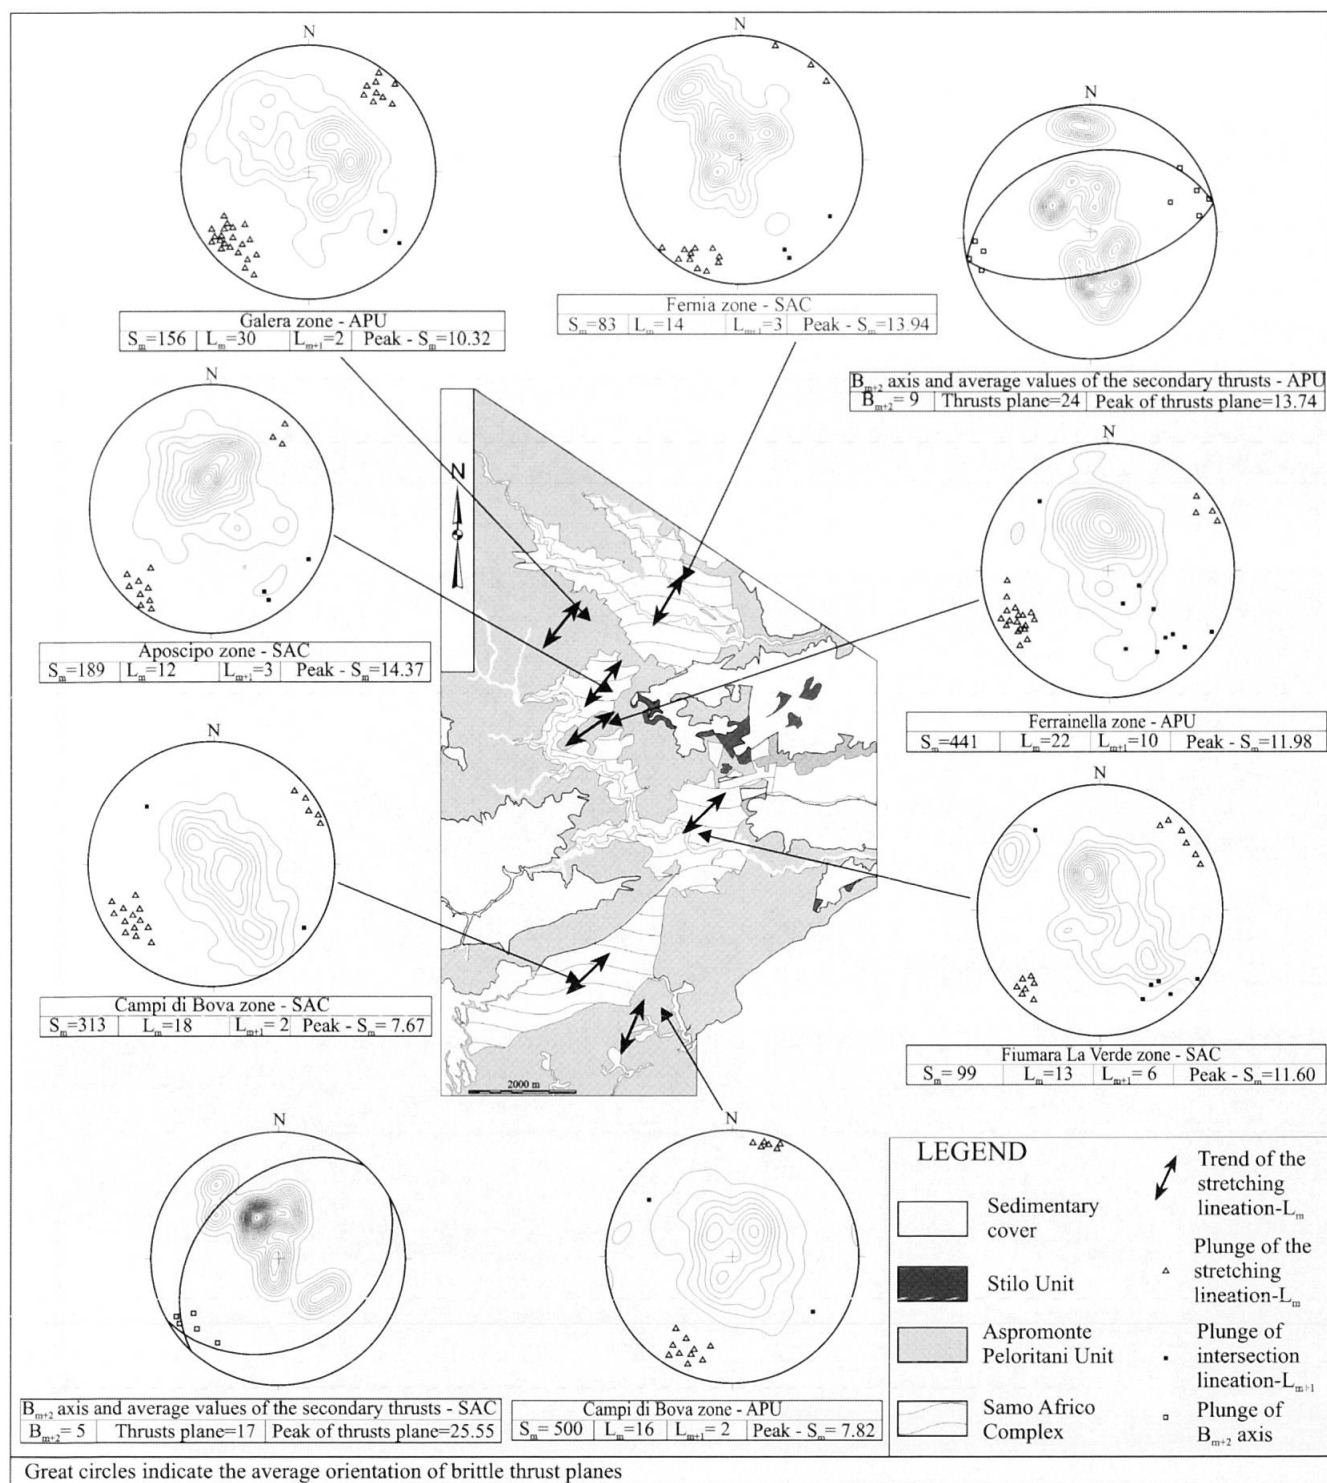 N
Galera zone - APU
Sm=156 Lm=30 Lm+1=2 Peak - Sm=10.32
N
Fernia zone - SAC
Sm=83 Lm=14 Lm+1=3 Peak - Sm=13.94
N
Bm+2 axis and average values of the secondary thrusts - APU
Bm+2= 9 Thrusts plane=24 Peak of thrusts plane=13.74
N
Aposcipo zone - SAC
Sm=189 Lm=12 Lm+1=3 Peak - Sm=14.37
N
N
Ferrainella zone - APU
Sm=441 Lm=22 Lm+1=10 Peak - Sm=11.98
N
Campi di Bova zone - SAC
Sm=313 Lm=18 Lm+1= 2 Peak - Sm= 7.67
N
Fiumara La Verde zone - SAC
Sm= 99 Lm=13 Lm+1= 6 Peak - Sm=11.60
2000 m
N
Bm+2 axis and average values of the secondary thrusts - SAC
Bm+2= 5 Thrusts plane=17 Peak of thrusts plane=25.55
N
Campi di Bova zone - APU
Sm= 500 Lm=16 Lm+1= 2 Peak - Sm= 7.82
LEGEND
Sedimentary
cover
Stilo Unit
Aspromonte
Peloritani Unit
Samo Africo
Complex
Trend of the
stretching
lineation-Lm
Plunge of the
stretching
lineation-Lm
Plunge of
intersection
lineation-Lm+1
Plunge of
Bm+2 axis
Great circles indicate the average orientation of brittle thrust planes